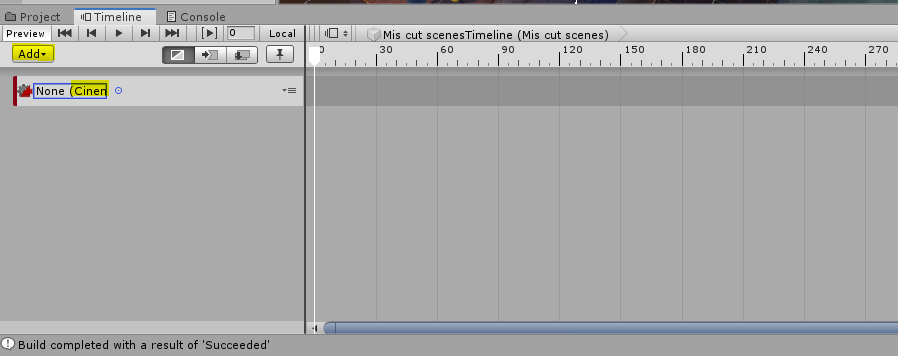 Project Timeline Console
Preview 0 Local Mis cut scenesTimeline (Mis cut scenes)
Add
0 30 60 90 120 150 180 210 240 270
None (Cinen
Build completed with a result of 'Succeeded'